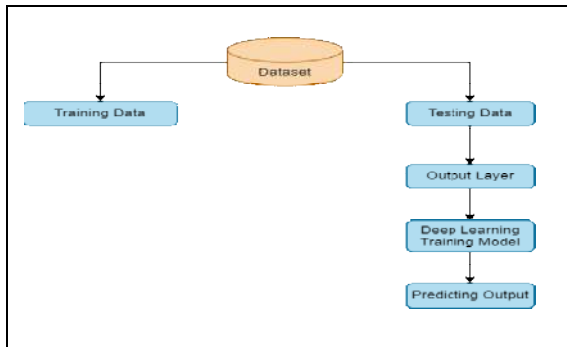 Dataset
Training Data
Testing Data
Output Layer
Deep Learning
Training Model
Predicting Output